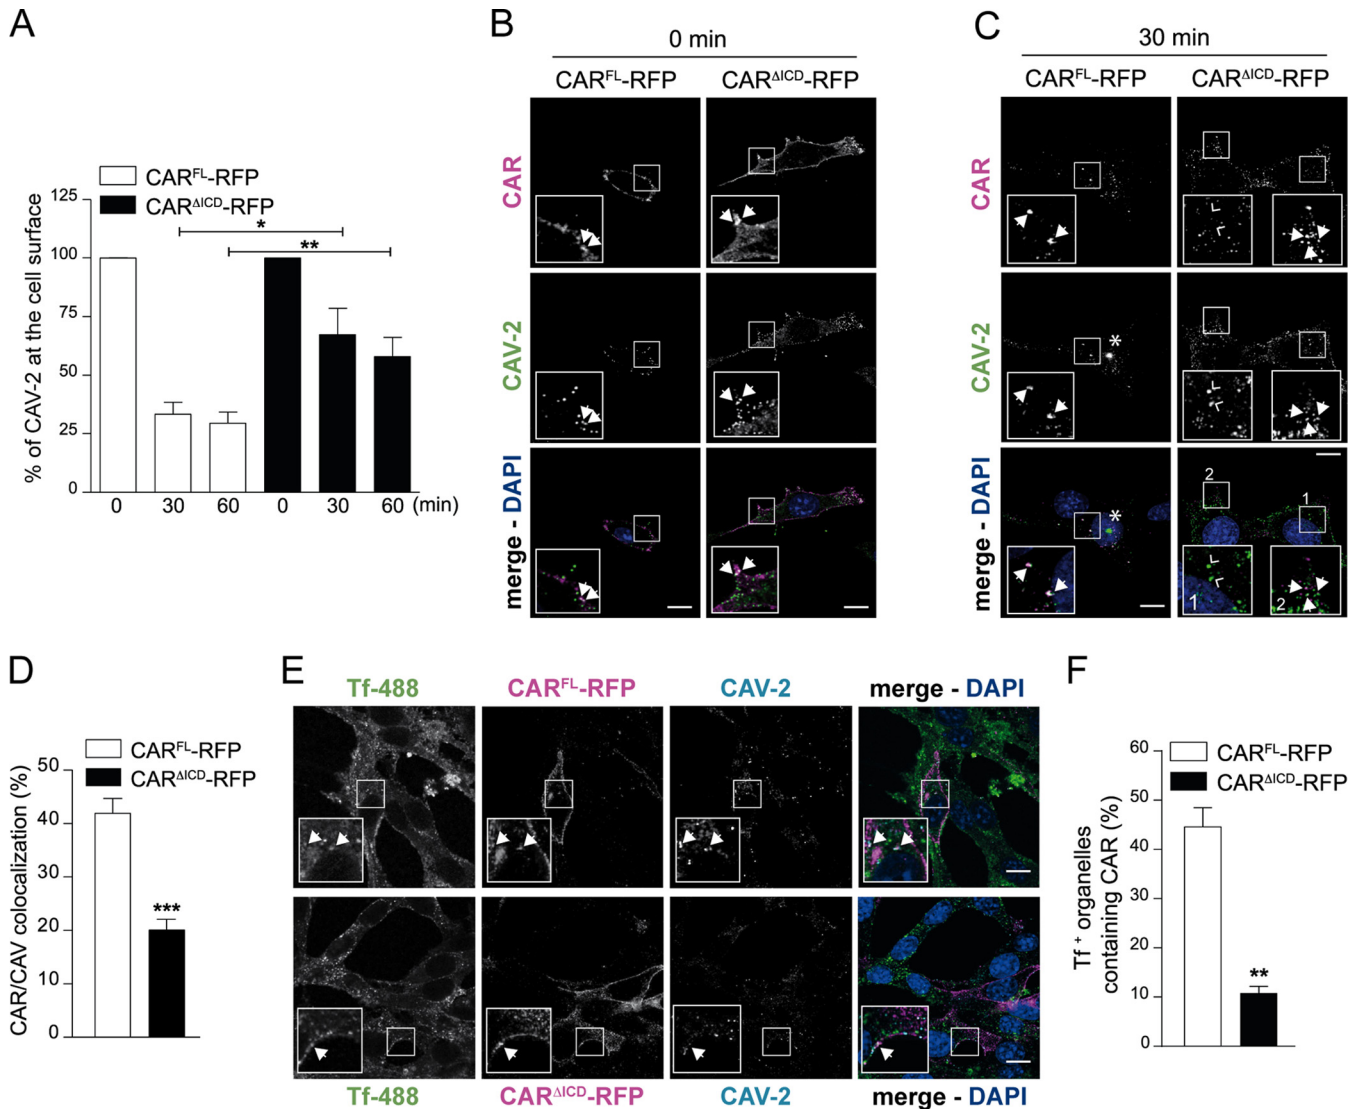 A
CARFL-RFP
CARΔICD-RFP
% of CAV-2 at the cell surface
125
100
75
50
25
0
*
**
0 30 60 0 30 60 (min)
B
0 min
CARFL-RFP CARΔICD-RFP
CAR
CAV-2
merge - DAPI
C
30 min
CARFL-RFP CARΔICD-RFP
CAR
CAV-2
*
merge - DAPI
*
2
1
1
2
D
CARFL-RFP
CARΔICD-RFP
CAR/CAV colocalization (%)
50
40
30
20
10
0
***
E
Tf-488 CARFL-RFP CAV-2 merge - DAPI
Tf-488 CARΔICD-RFP CAV-2 merge - DAPI
F
CARFL-RFP
CARΔICD-RFP
Tf + organelles
containing CAR (%)
60
50
40
30
20
10
0
**